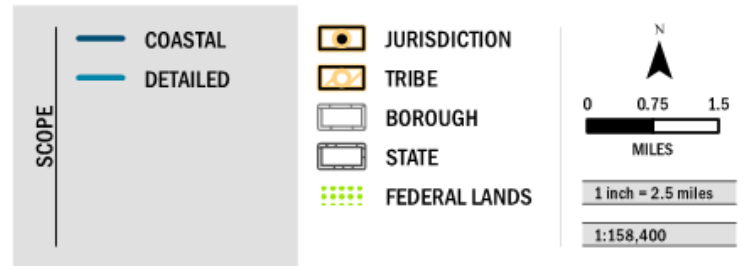 SCOPE
COASTAL
DETAILED
JURISDICTION
TRIBE
BOROUGH
STATE
FEDERAL LANDS
N
0 0.75 1.5
MILES
1 inch = 2.5 miles
1:158,400